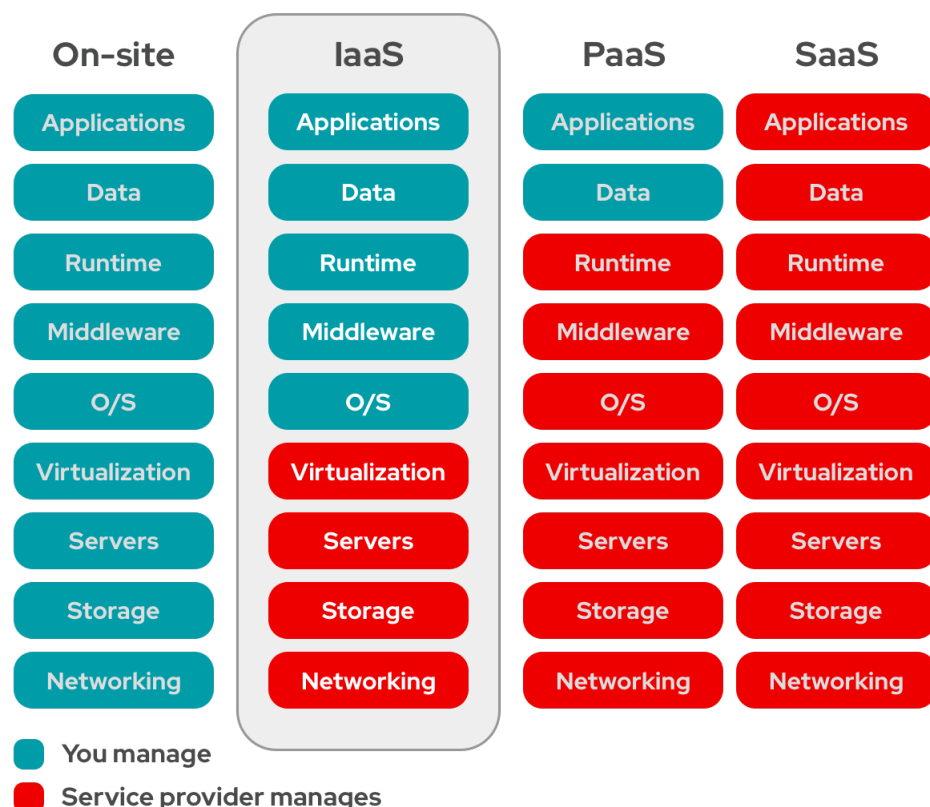 On-site
IaaS
PaaS
SaaS
Applications
Applications
Applications
Applications
Data
Data
Data
Data
Runtime
Runtime
Runtime
Runtime
Middleware
Middleware
Middleware
Middleware
O/S
O/S
O/S
O/S
Virtualization
Virtualization
Virtualization
Virtualization
Servers
Servers
Servers
Servers
Storage
Storage
Storage
Storage
Networking
Networking
Networking
Networking
You manage
Service provider manages